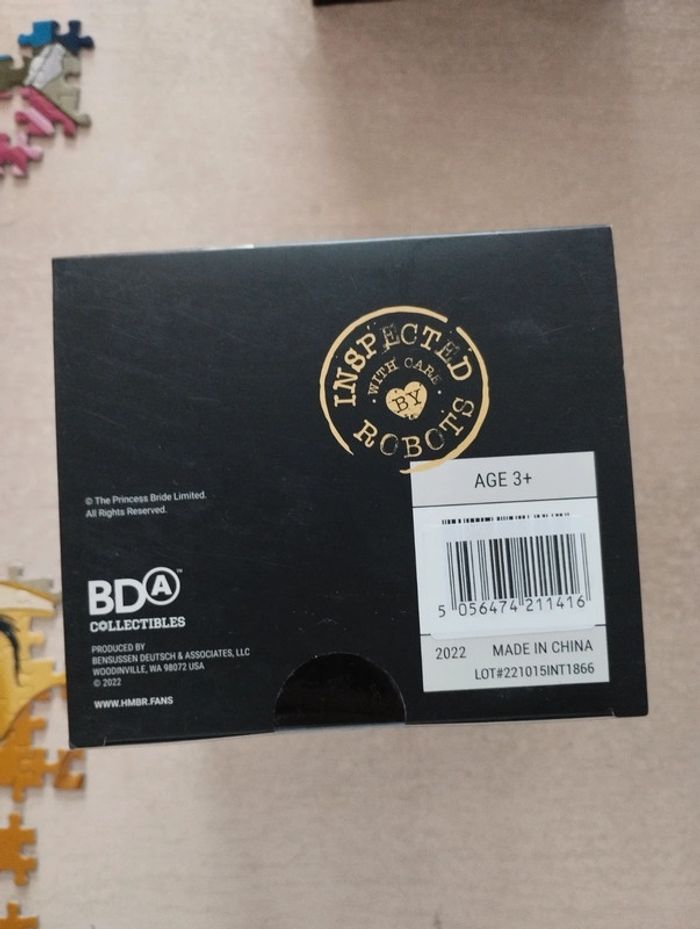 INSPECTED
WITH CARE
BY
ROBOTS
AGE 3+
5 056474 211416
2022 MADE IN CHINA
LOT#221015INT1866
© The Princess Bride Limited.
All Rights Reserved.
BDA™
COLLECTIBLES
PRODUCED BY
BENSUSSEN DEUTSCH & ASSOCIATES, LLC
WOODINVILLE, WA 98072 USA
© 2022
WWW.HMBR.FANS